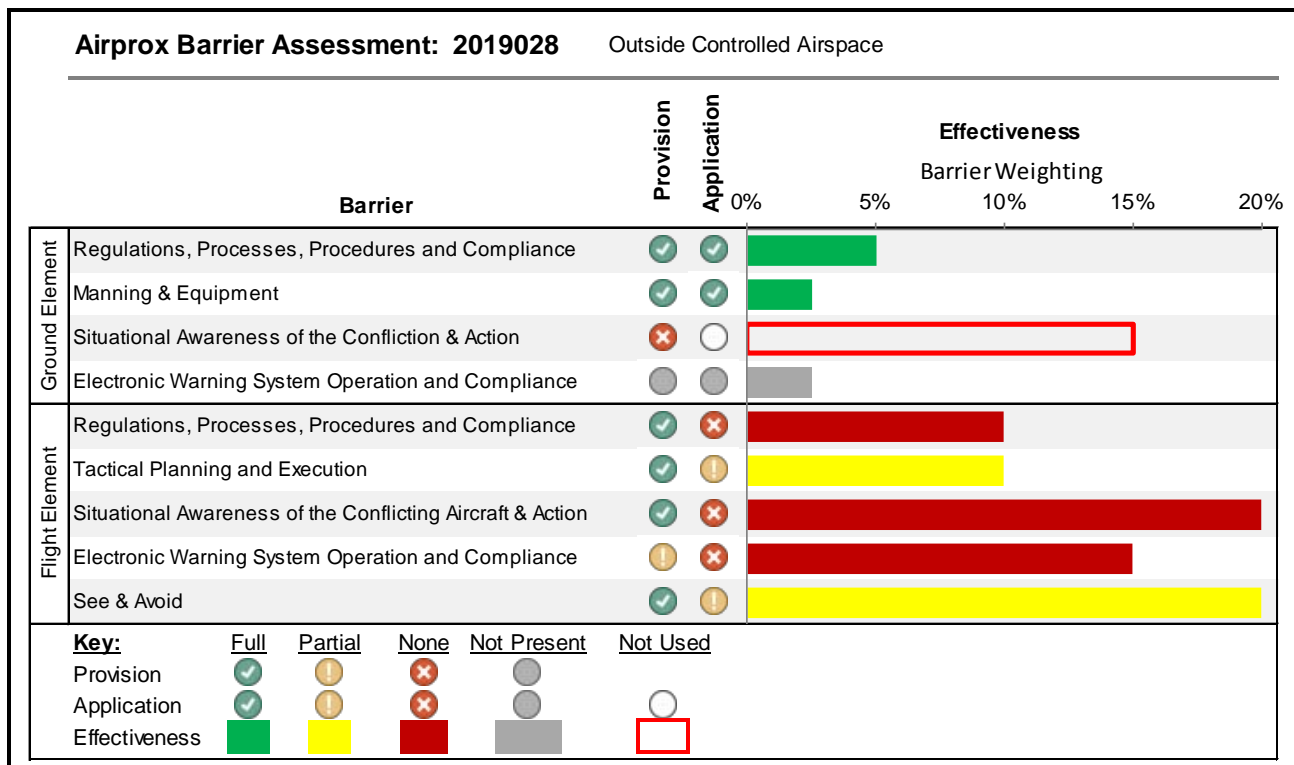 Airprox Barrier Assessment: 2019028 Outside Controlled Airspace
Provision
Application
Effectiveness
Barrier Weighting
Barrier
0% 5% 10% 15% 20%
Ground Element
Regulations, Processes, Procedures and Compliance
Manning & Equipment
Situational Awareness of the Confliction & Action
Electronic Warning System Operation and Compliance
Flight Element
Regulations, Processes, Procedures and Compliance
Tactical Planning and Execution
Situational Awareness of the Conflicting Aircraft & Action
Electronic Warning System Operation and Compliance
See & Avoid
Key: Full Partial None Not Present Not Used
Provision
Application
Effectiveness